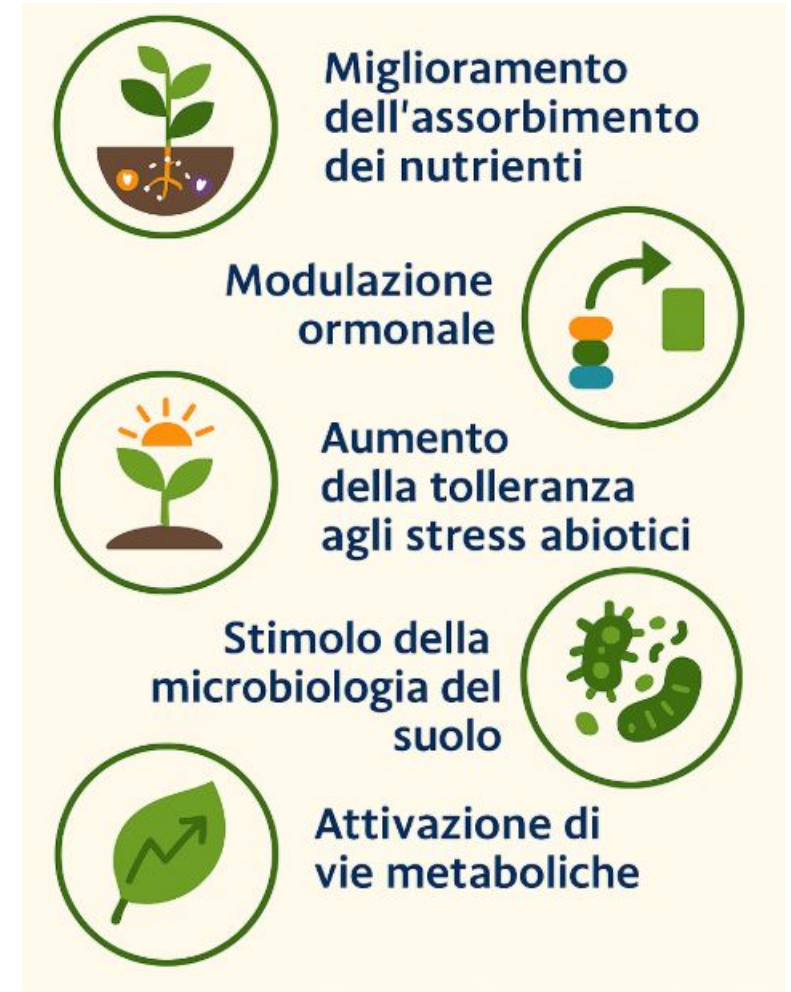 Miglioramento
dell'assorbimento
dei nutrienti
Modulazione
ormonale
Aumento
della tolleranza
agli stress abiotici
Stimolo della
microbiologia del
suolo
Attivazione di
vie metaboliche